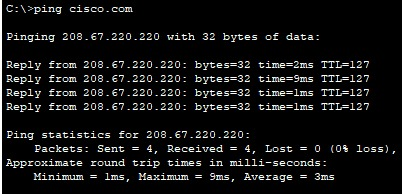 C:\>ping cisco.com
Pinging 208.67.220.220 with 32 bytes of data:
Reply from 208.67.220.220: bytes=32 time=2ms TTL=127
Reply from 208.67.220.220: bytes=32 time=9ms TTL=127
Reply from 208.67.220.220: bytes=32 time=1ms TTL=127
Reply from 208.67.220.220: bytes=32 time=1ms TTL=127
Ping statistics for 208.67.220.220:
Packets: Sent = 4, Received = 4, Lost = 0 (0% loss),
Approximate round trip times in milli-seconds:
Minimum = 1ms, Maximum = 9ms, Average = 3ms